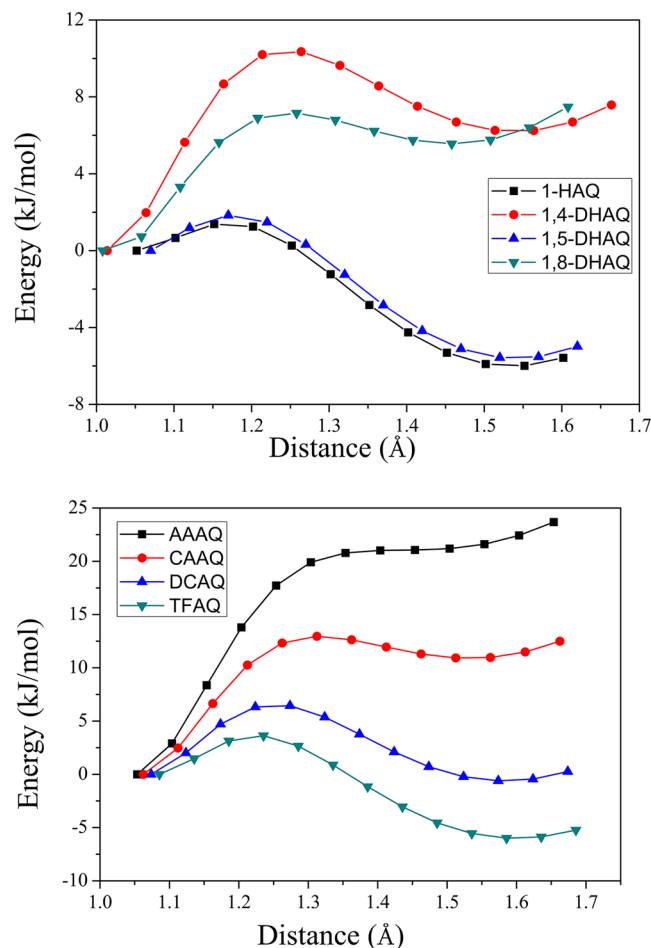 12
8
4
0
-4
-8
Energy (kJ/mol)
1-HAQ
1,4-DHAQ
1,5-DHAQ
1,8-DHAQ
1.0 1.1 1.2 1.3 1.4 1.5 1.6 1.7
Distance (Å)
25
20
15
10
5
0
-5
-10
Energy (kJ/mol)
AAAQ
CAAQ
DCAQ
TFAQ
1.0 1.1 1.2 1.3 1.4 1.5 1.6 1.7
Distance (Å)